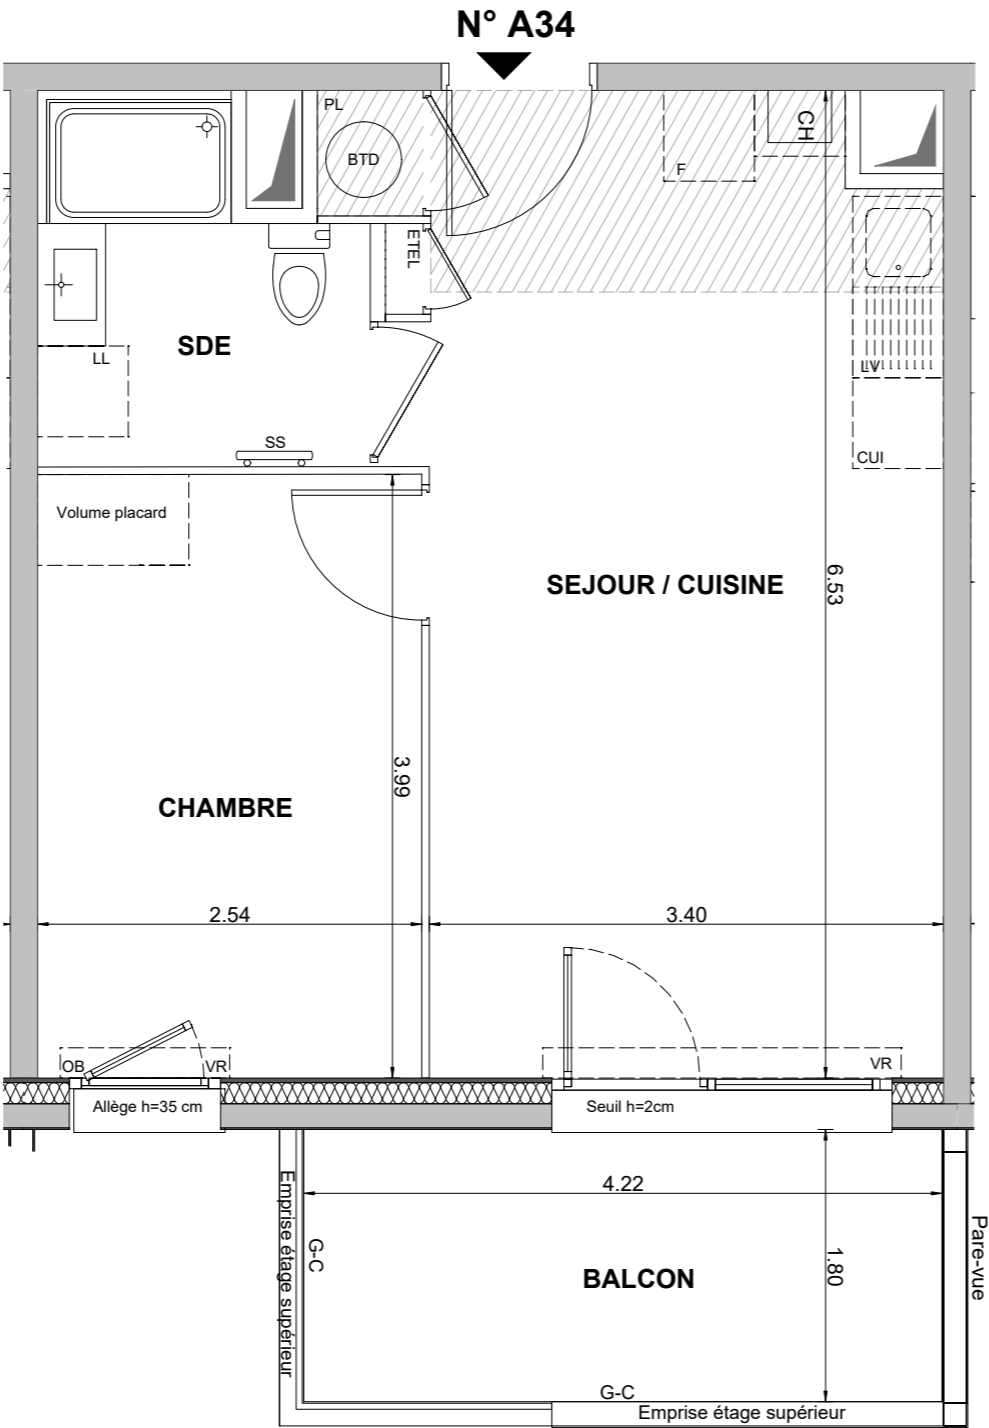 N° A34
PL
BTD
F
CH
ETEL
SDE
LL
LV
CUI
SS
Volume placard
SEJOUR / CUISINE
6.53
3.99
CHAMBRE
2.54
3.40
OB
VR
VR
Allège h=35 cm
Seuil h=2cm
4.22
Emprise étage supérieur
G-C
BALCON
1.80
Pare-vue
G-C
Emprise étage supérieur